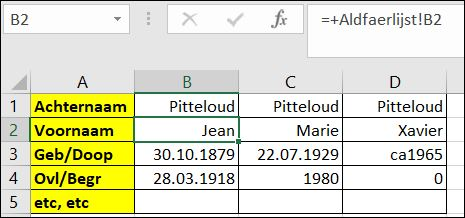 B2 fx =+Aldfaerlijst!B2
A B C D
1 Achternaam Pitteloud Pitteloud Pitteloud
2 Voornaam Jean Marie Xavier
3 Geb/Doop 30.10.1879 22.07.1929 ca1965
4 Ovl/Begr 28.03.1918 1980 0
5 etc, etc